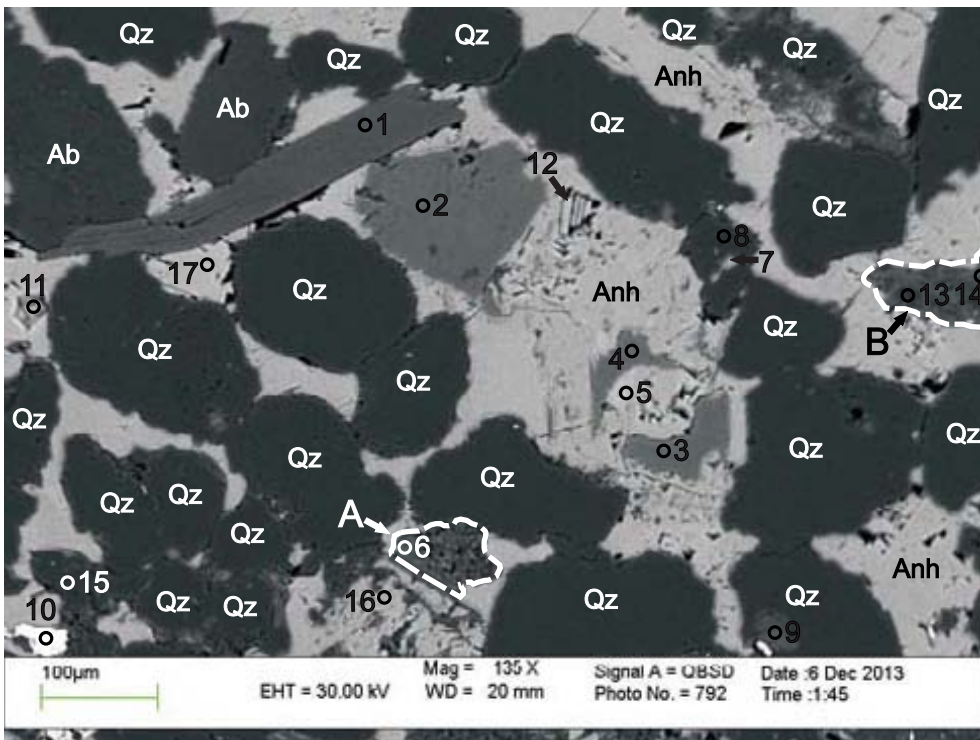 Qz Qz Qz Qz
Qz Anh
Qz
Ab Qz
1
Ab
12
2 Qz
8
17 7
11 Qz Anh 13 14
Qz B
Qz 4
Qz 5
Qz Qz Qz
3
Qz Qz
Qz Qz
Qz
A
6
15 Anh
Qz Qz 16 Qz Qz
10
9
100µm
EHT = 30.00 kV
Mag = 135 X
WD = 20 mm
Signal A = QBSD
Photo No. = 792
Date :6 Dec 2013
Time :1:45